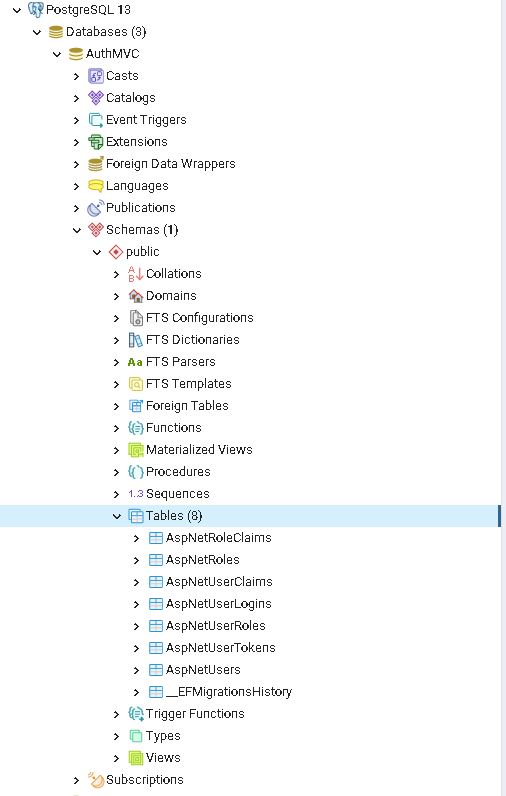 PostgreSQL 13
Databases (3)
AuthMVC
Casts
Catalogs
Event Triggers
Extensions
Foreign Data Wrappers
Languages
Publications
Schemas (1)
public
Collations
Domains
FTS Configurations
FTS Dictionaries
Aa FTS Parsers
FTS Templates
Foreign Tables
Functions
Materialized Views
Procedures
1.3 Sequences
Tables (8)
AspNetRoleClaims
AspNetRoles
AspNetUserClaims
AspNetUserLogins
AspNetUserRoles
AspNetUserTokens
AspNetUsers
__EFMigrationsHistory
Trigger Functions
Types
Views
Subscriptions